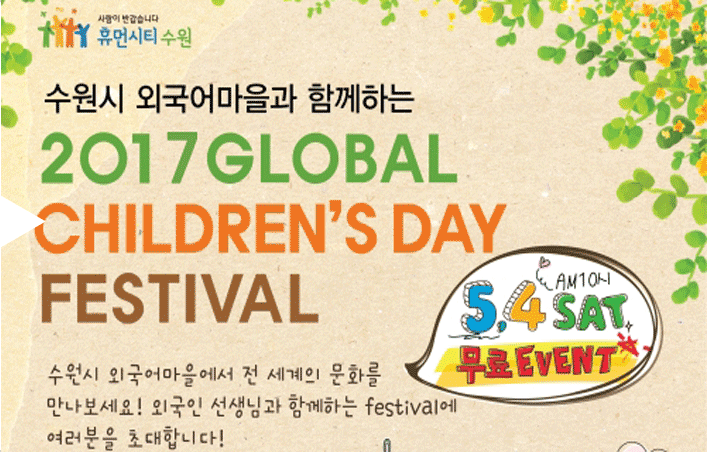 사람이 반갑습니다
휴먼시티 수원
수원시 외국어마을과 함께하는
2017 GLOBAL
CHILDREN'S DAY
FESTIVAL
AM10시
5.4 SAT
무료 EVENT
수원시 외국어마을에서 전 세계의 문화를
만나보세요! 외국인 선생님과 함께하는 festival에
여러분을 초대합니다!